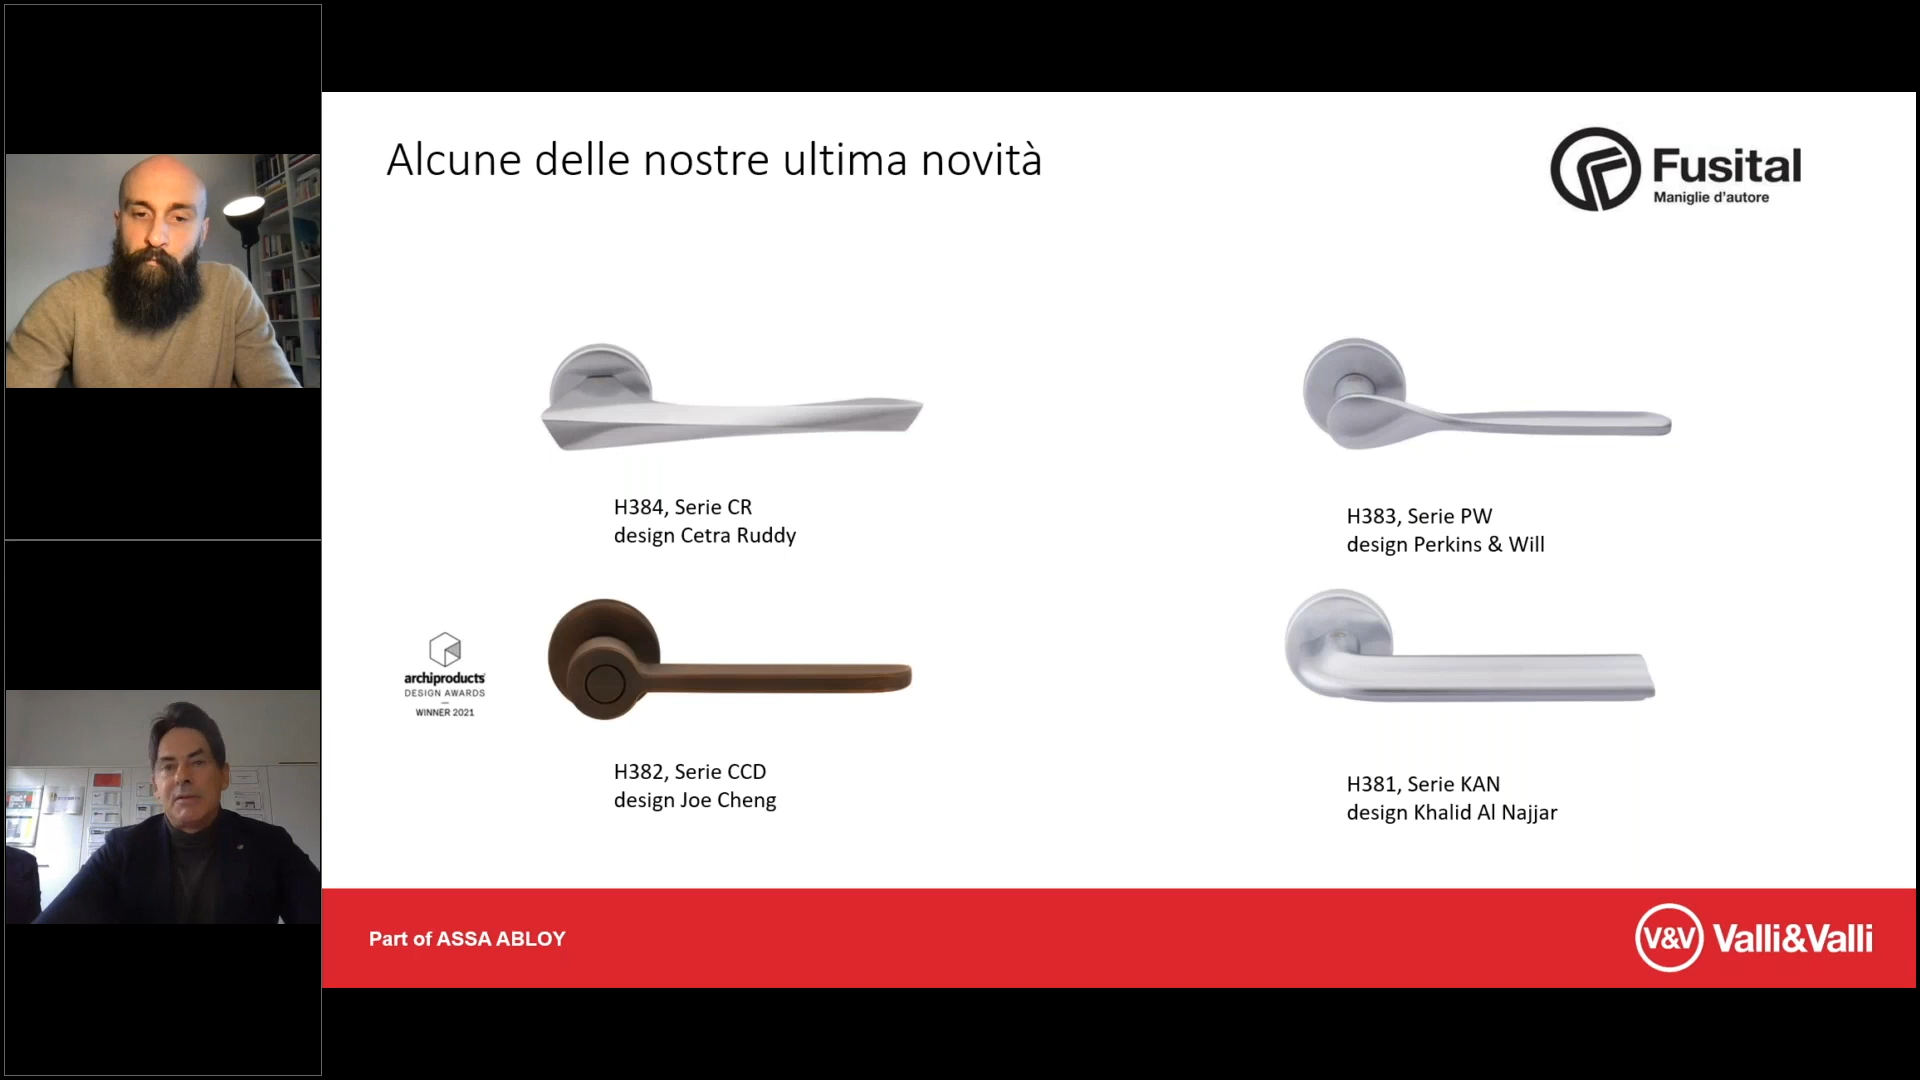 Alcune delle nostre ultima novità
Fusital
Maniglie d'autore
H384, Serie CR
design Cetra Ruddy
H383, Serie PW
design Perkins & Will
archiproducts
DESIGN AWARDS
WINNER 2021
H382, Serie CCD
design Joe Cheng
H381, Serie KAN
design Khalid Al Najjar
Part of ASSA ABLOY
V&V Valli&Valli